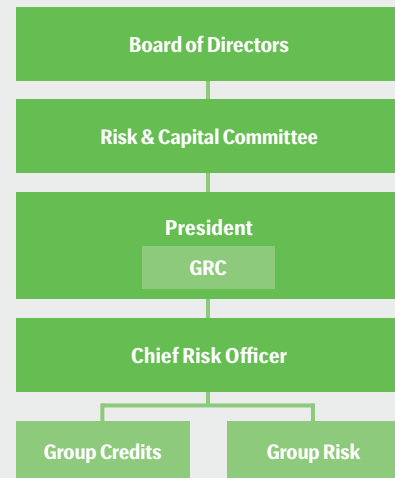 Board of Directors
Risk & Capital Committee
President
GRC
Chief Risk Officer
Group Credits
Group Risk